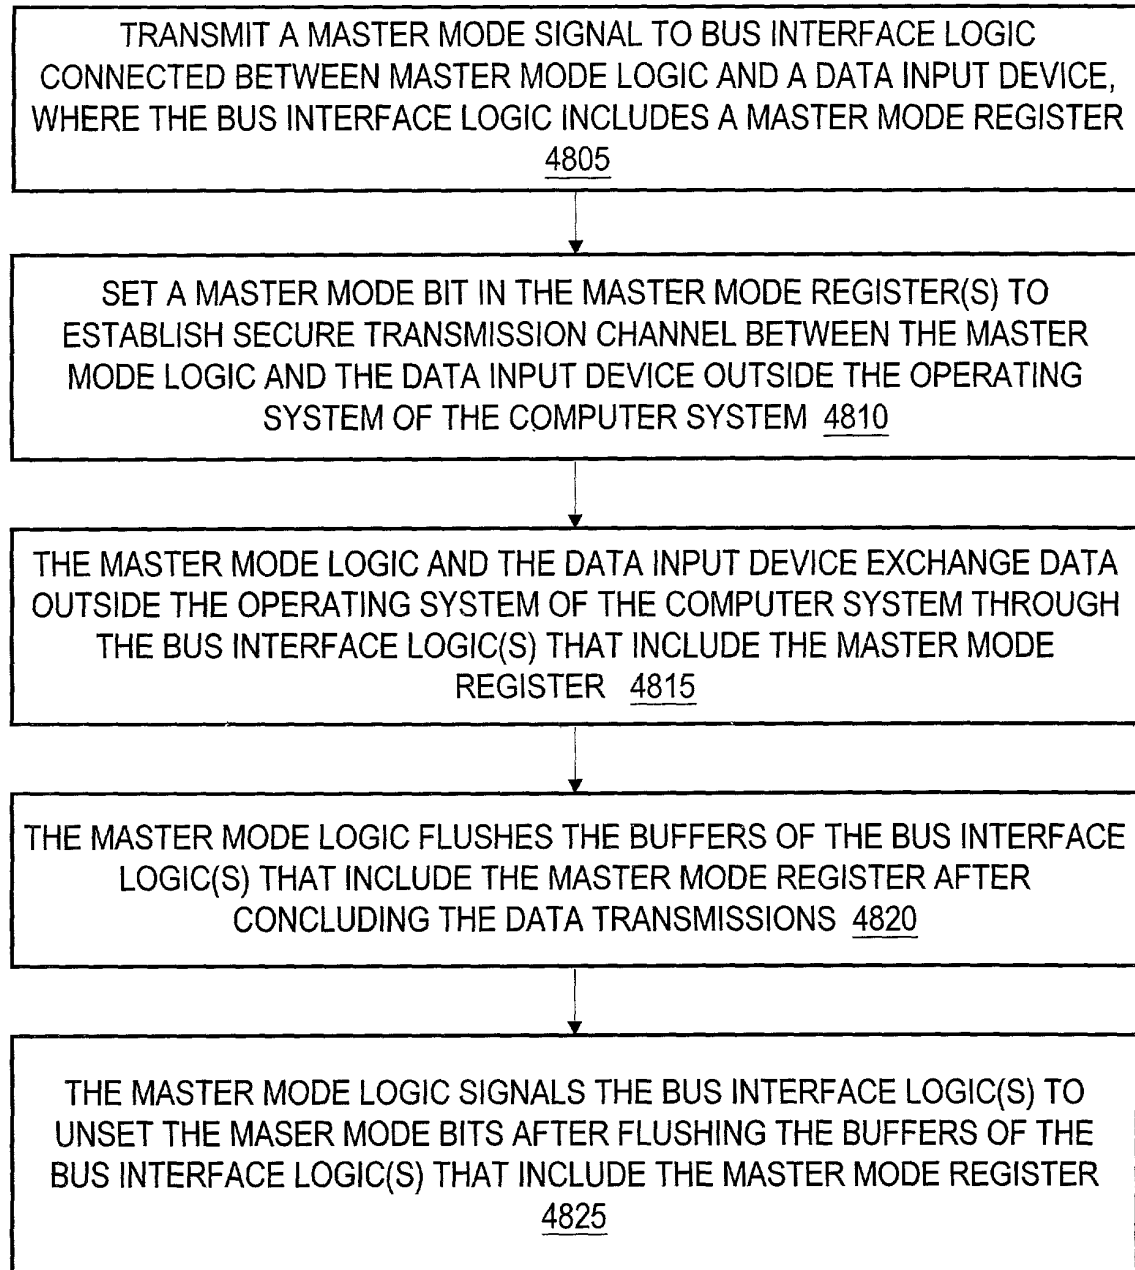 TRANSMIT A MASTER MODE SIGNAL TO BUS INTERFACE LOGIC
CONNECTED BETWEEN MASTER MODE LOGIC AND A DATA INPUT DEVICE,
WHERE THE BUS INTERFACE LOGIC INCLUDES A MASTER MODE REGISTER
4805
SET A MASTER MODE BIT IN THE MASTER MODE REGISTER(S) TO
ESTABLISH SECURE TRANSMISSION CHANNEL BETWEEN THE MASTER
MODE LOGIC AND THE DATA INPUT DEVICE OUTSIDE THE OPERATING
SYSTEM OF THE COMPUTER SYSTEM 4810
THE MASTER MODE LOGIC AND THE DATA INPUT DEVICE EXCHANGE DATA
OUTSIDE THE OPERATING SYSTEM OF THE COMPUTER SYSTEM THROUGH
THE BUS INTERFACE LOGIC(S) THAT INCLUDE THE MASTER MODE
REGISTER 4815
THE MASTER MODE LOGIC FLUSHES THE BUFFERS OF THE BUS INTERFACE
LOGIC(S) THAT INCLUDE THE MASTER MODE REGISTER AFTER
CONCLUDING THE DATA TRANSMISSIONS 4820
THE MASTER MODE LOGIC SIGNALS THE BUS INTERFACE LOGIC(S) TO
UNSET THE MASER MODE BITS AFTER FLUSHING THE BUFFERS OF THE
BUS INTERFACE LOGIC(S) THAT INCLUDE THE MASTER MODE REGISTER
4825